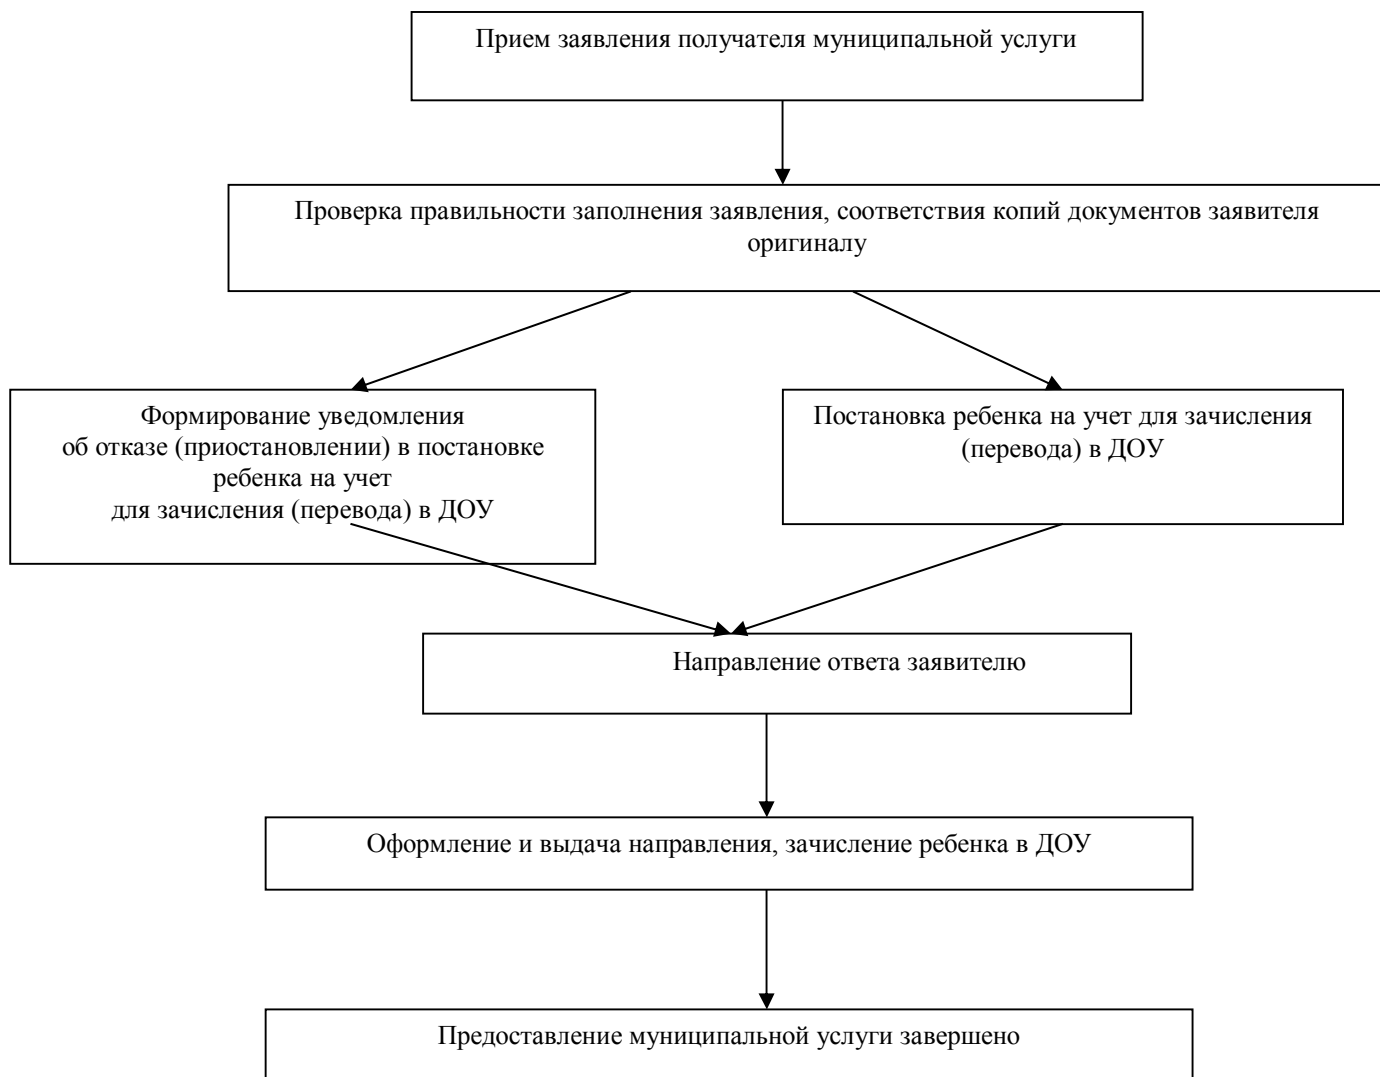 Прием заявления получателя муниципальной услуги
Проверка правильности заполнения заявления, соответствия копий документов заявителя
оригиналу
Формирование уведомления
об отказе (приостановлении) в постановке
ребенка на учет
для зачисления (перевода) в ДОУ
Постановка ребенка на учет для зачисления
(перевода) в ДОУ
Направление ответа заявителю
Оформление и выдача направления, зачисление ребенка в ДОУ
Предоставление муниципальной услуги завершено